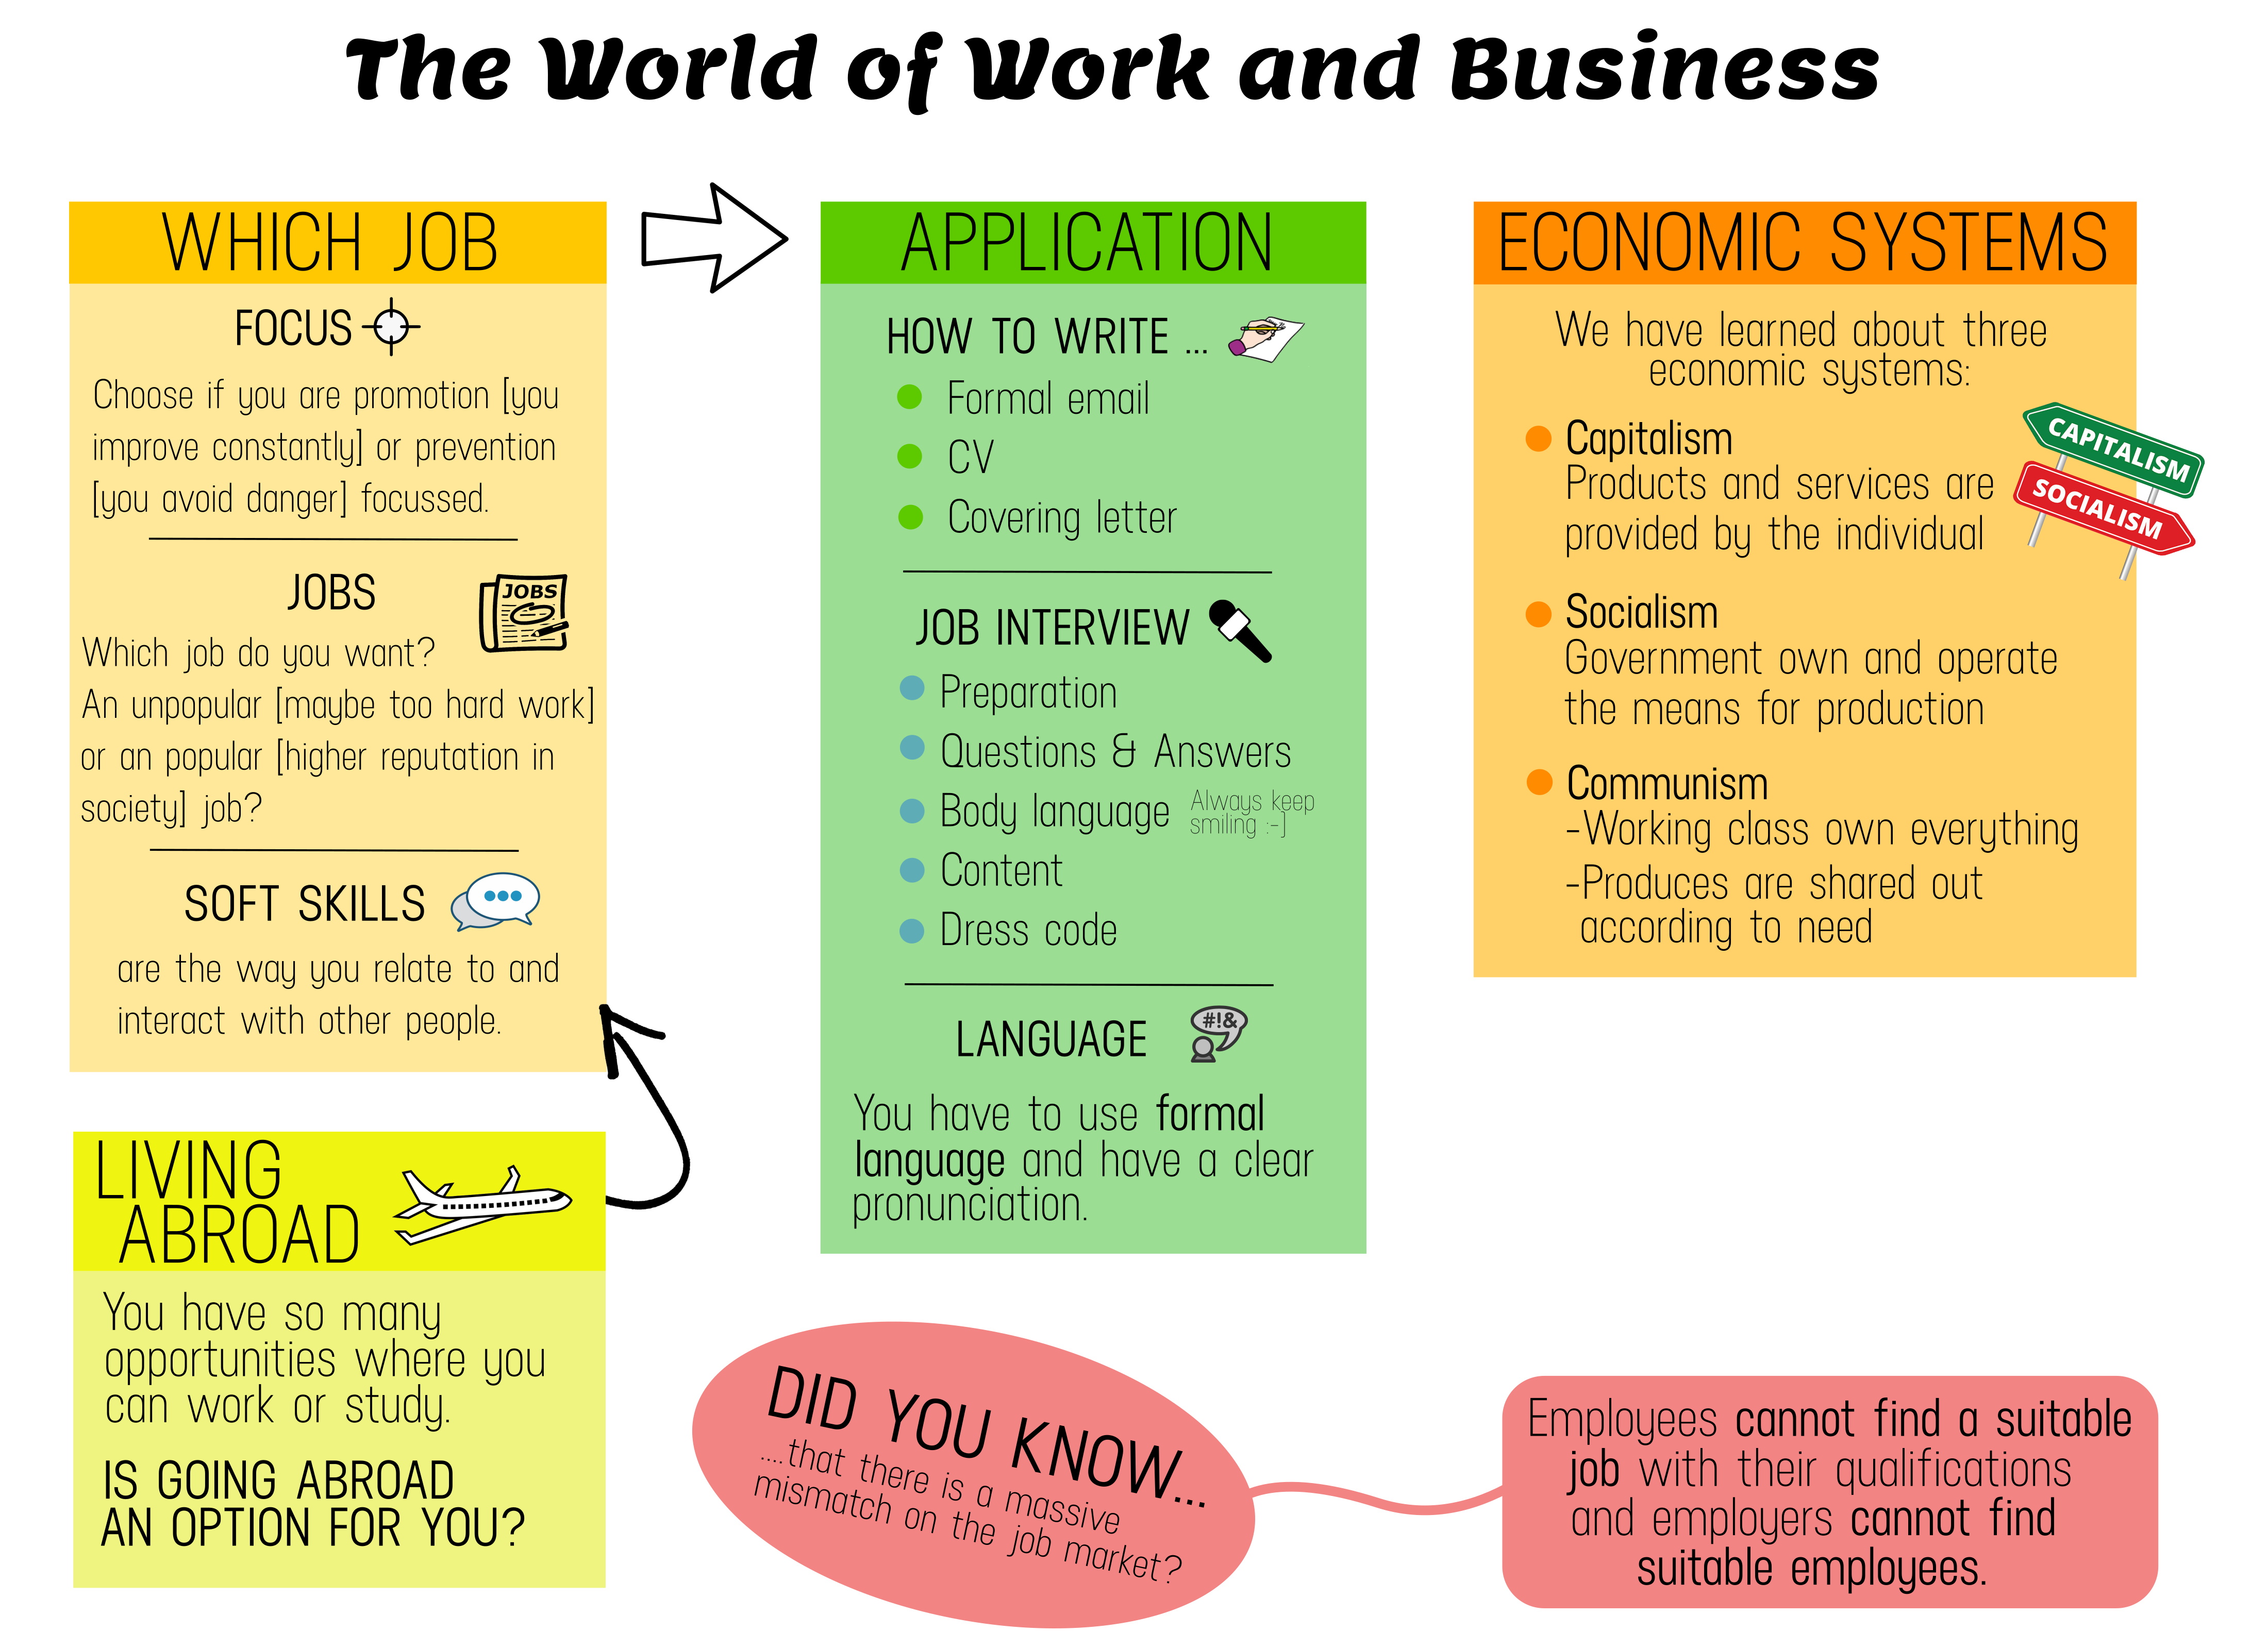 The World of Work and Business
WHICH JOB
FOCUS
Choose if you are promotion [you
improve constantly] or prevention
[you avoid danger] focussed.
JOBS
JOBS
Which job do you want?
An unpopular [maybe too hard work]
or an popular [higher reputation in
society] job?
SOFT SKILLS
are the way you relate to and
interact with other people.
LIVING
ABROAD
You have so many
opportunities where you
can work or study.
IS GOING ABROAD
AN OPTION FOR YOU?
APPLICATION
HOW TO WRITE ...
Formal email
CV
Covering letter
JOB INTERVIEW
Preparation
Questions & Answers
Body language
Always keep
smiling :-]
Content
Dress code
LANGUAGE
#!&
You have to use formal
language and have a clear
pronunciation.
ECONOMIC SYSTEMS
We have learned about three
economic systems:
Capitalism
Products and services are
provided by the individual
CAPITALISM
SOCIALISM
Socialism
Government own and operate
the means for production
Communism
-Working class own everything
-Produces are shared out
according to need
DID YOU KNOW...
....that there is a massive
mismatch on the job market?
Employees cannot find a suitable
job with their qualifications
and employers cannot find
suitable employees.